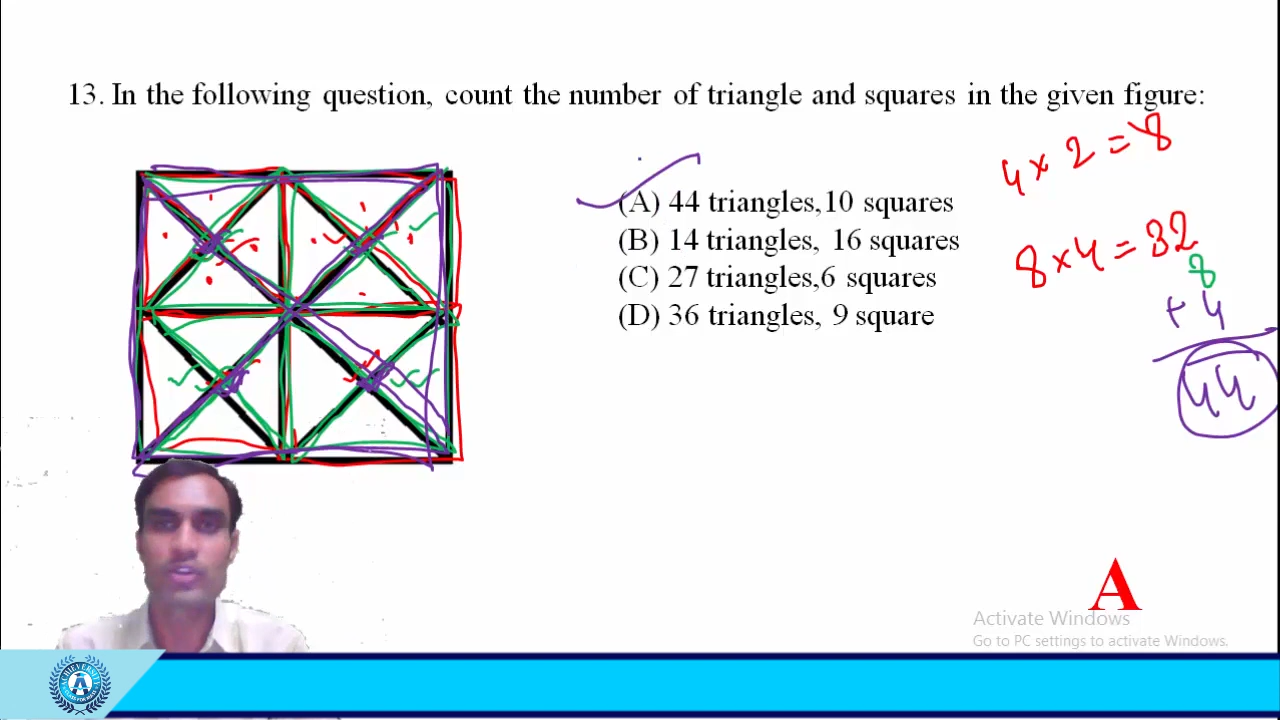 13. In the following question, count the number of triangle and squares in the given figure:
4 x 2 = 8
(A) 44 triangles,10 squares
(B) 14 triangles, 16 squares
8 x 4 = 32
8
(C) 27 triangles,6 squares
(D) 36 triangles, 9 square
+ 4
44
A
Activate Windows
Go to PC settings to activate Windows.
A